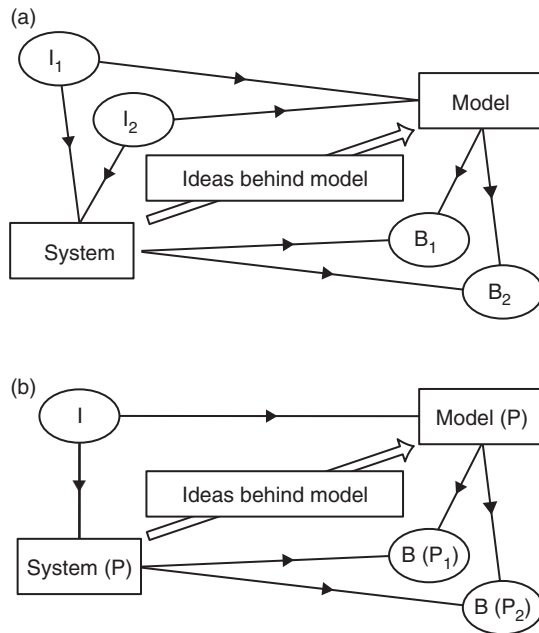 (a)
I₁
I₂
Model
Ideas behind model
System
B₁
B₂
(b)
I
Model (P)
Ideas behind model
System (P)
B (P₁)
B (P₂)